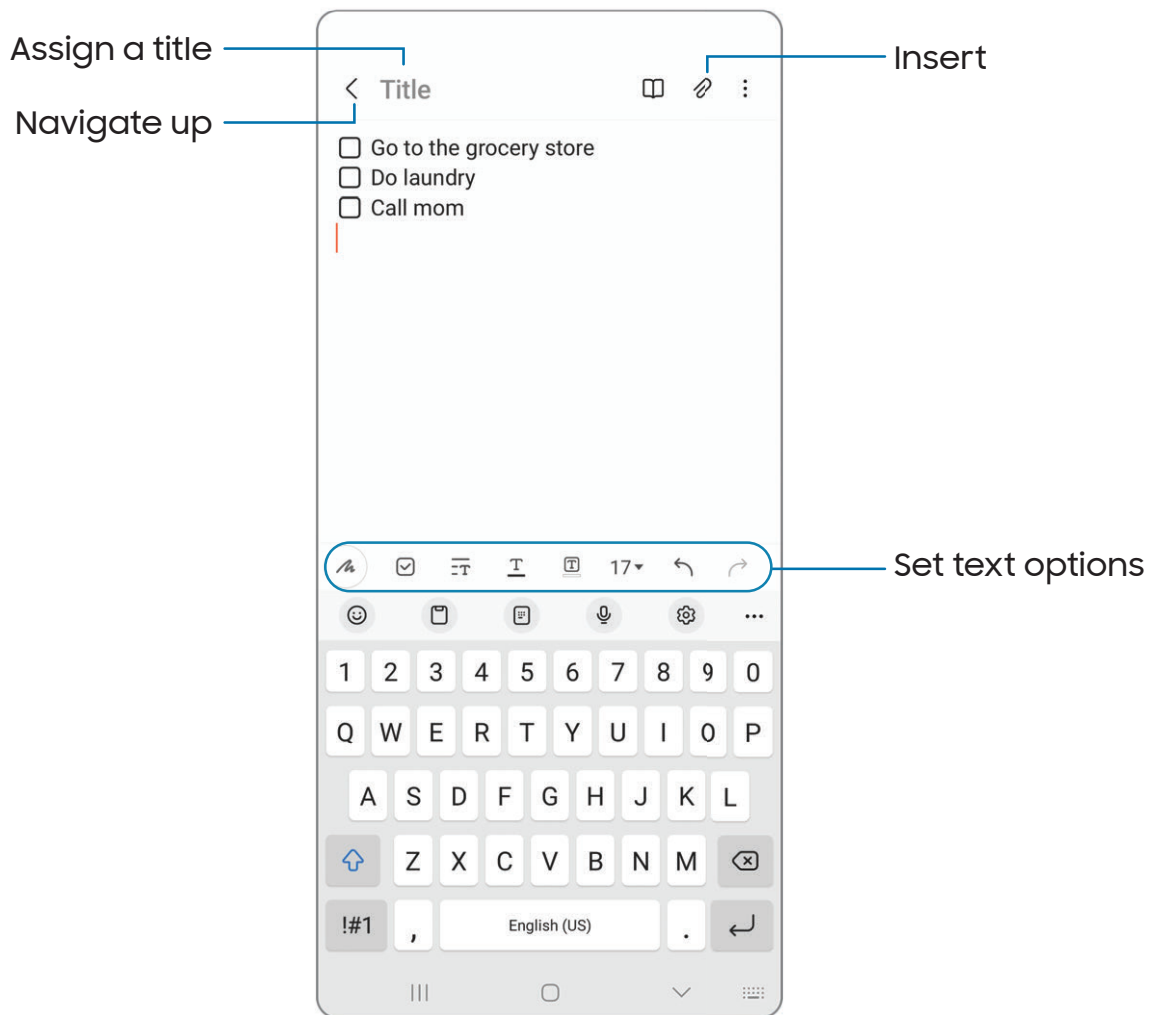 Assign a title
Insert
Title
Navigate up
Go to the grocery store
Do laundry
Call mom
T T T 17
Set text options
1 2 3 4 5 6 7 8 9 0
Q W E R T Y U I O P
A S D F G H J K L
Z X C V B N M
!#1 , English (US) .